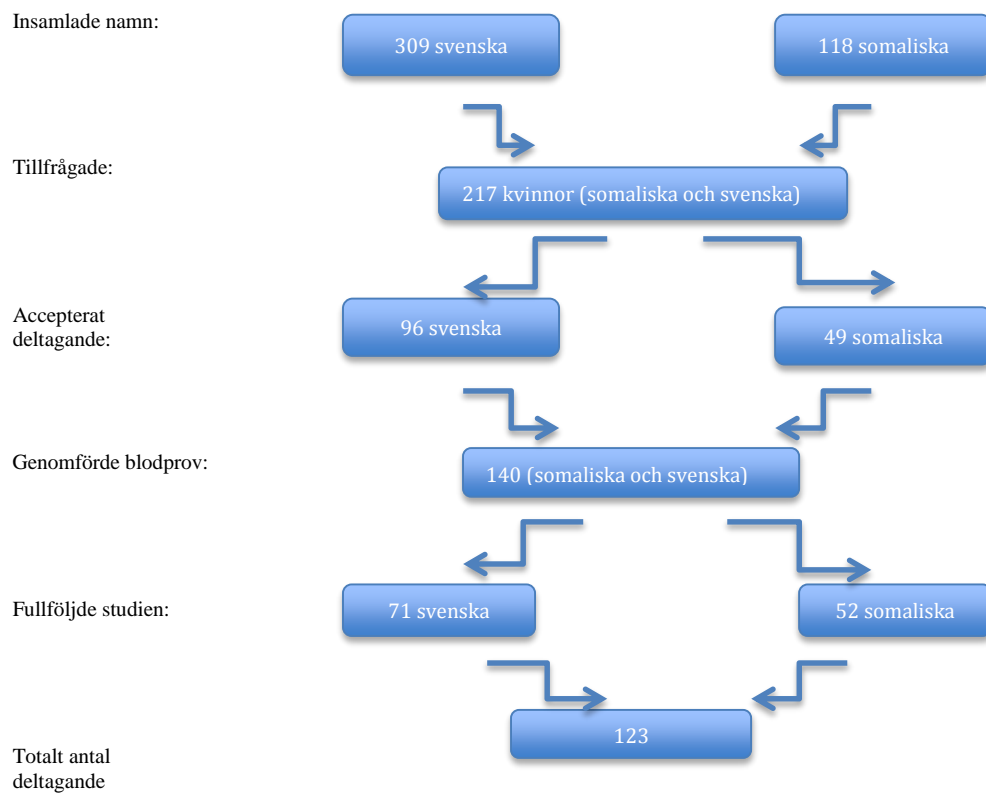 Insamlade namn:
309 svenska
118 somaliska
Tillfrågade:
217 kvinnor (somaliska och svenska)
Accepterat
deltagande:
96 svenska
49 somaliska
Genomförde blodprov:
140 (somaliska och svenska)
Fullföljde studien:
71 svenska
52 somaliska
123
Totalt antal
deltagande